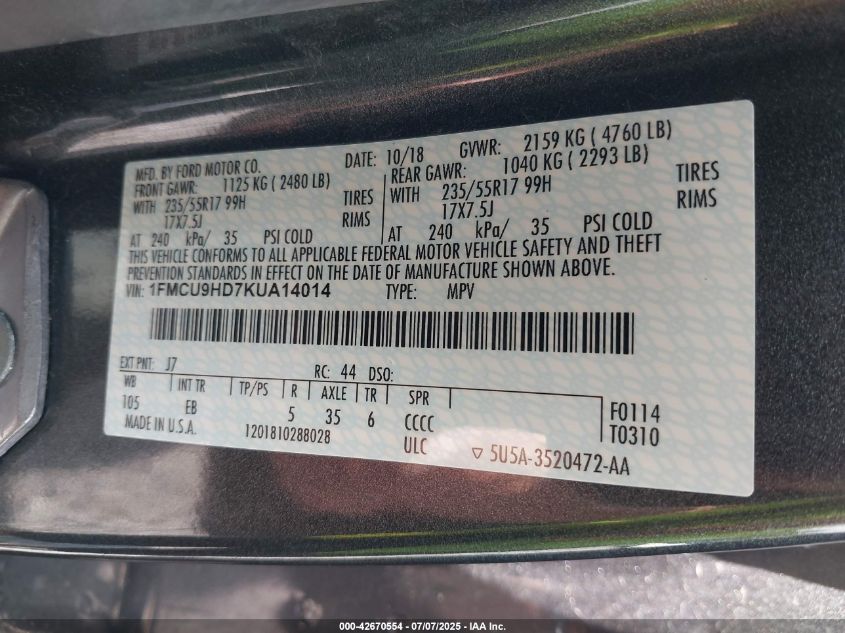 MFD. BY FORD MOTOR CO. DATE: 10/18 GVWR: 2159 KG ( 4760 LB)
FRONT GAWR: 1125 KG ( 2480 LB) REAR GAWR: 1040 KG ( 2293 LB)
WITH 235/55R17 99H TIRES WITH 235/55R17 99H TIRES
17X7.5J RIMS 17X7.5J RIMS
AT 240 kPa/ 35 PSI COLD AT 240 kPa/ 35 PSI COLD
THIS VEHICLE CONFORMS TO ALL APPLICABLE FEDERAL MOTOR VEHICLE SAFETY AND THEFT
PREVENTION STANDARDS IN EFFECT ON THE DATE OF MANUFACTURE SHOWN ABOVE.
VIN: 1FMCU9HD7KUA14014 TYPE: MPV
EXT PNT: J7 RC: 44 DSO:
WB INT TR TP/PS R AXLE TR SPR
105 EB 5 35 6 CCCC F0114
MADE IN U.S.A. 1201810288028 ULC T0310
5U5A-3520472-AA
000-42670554 - 07/07/2025 - IAA Inc.